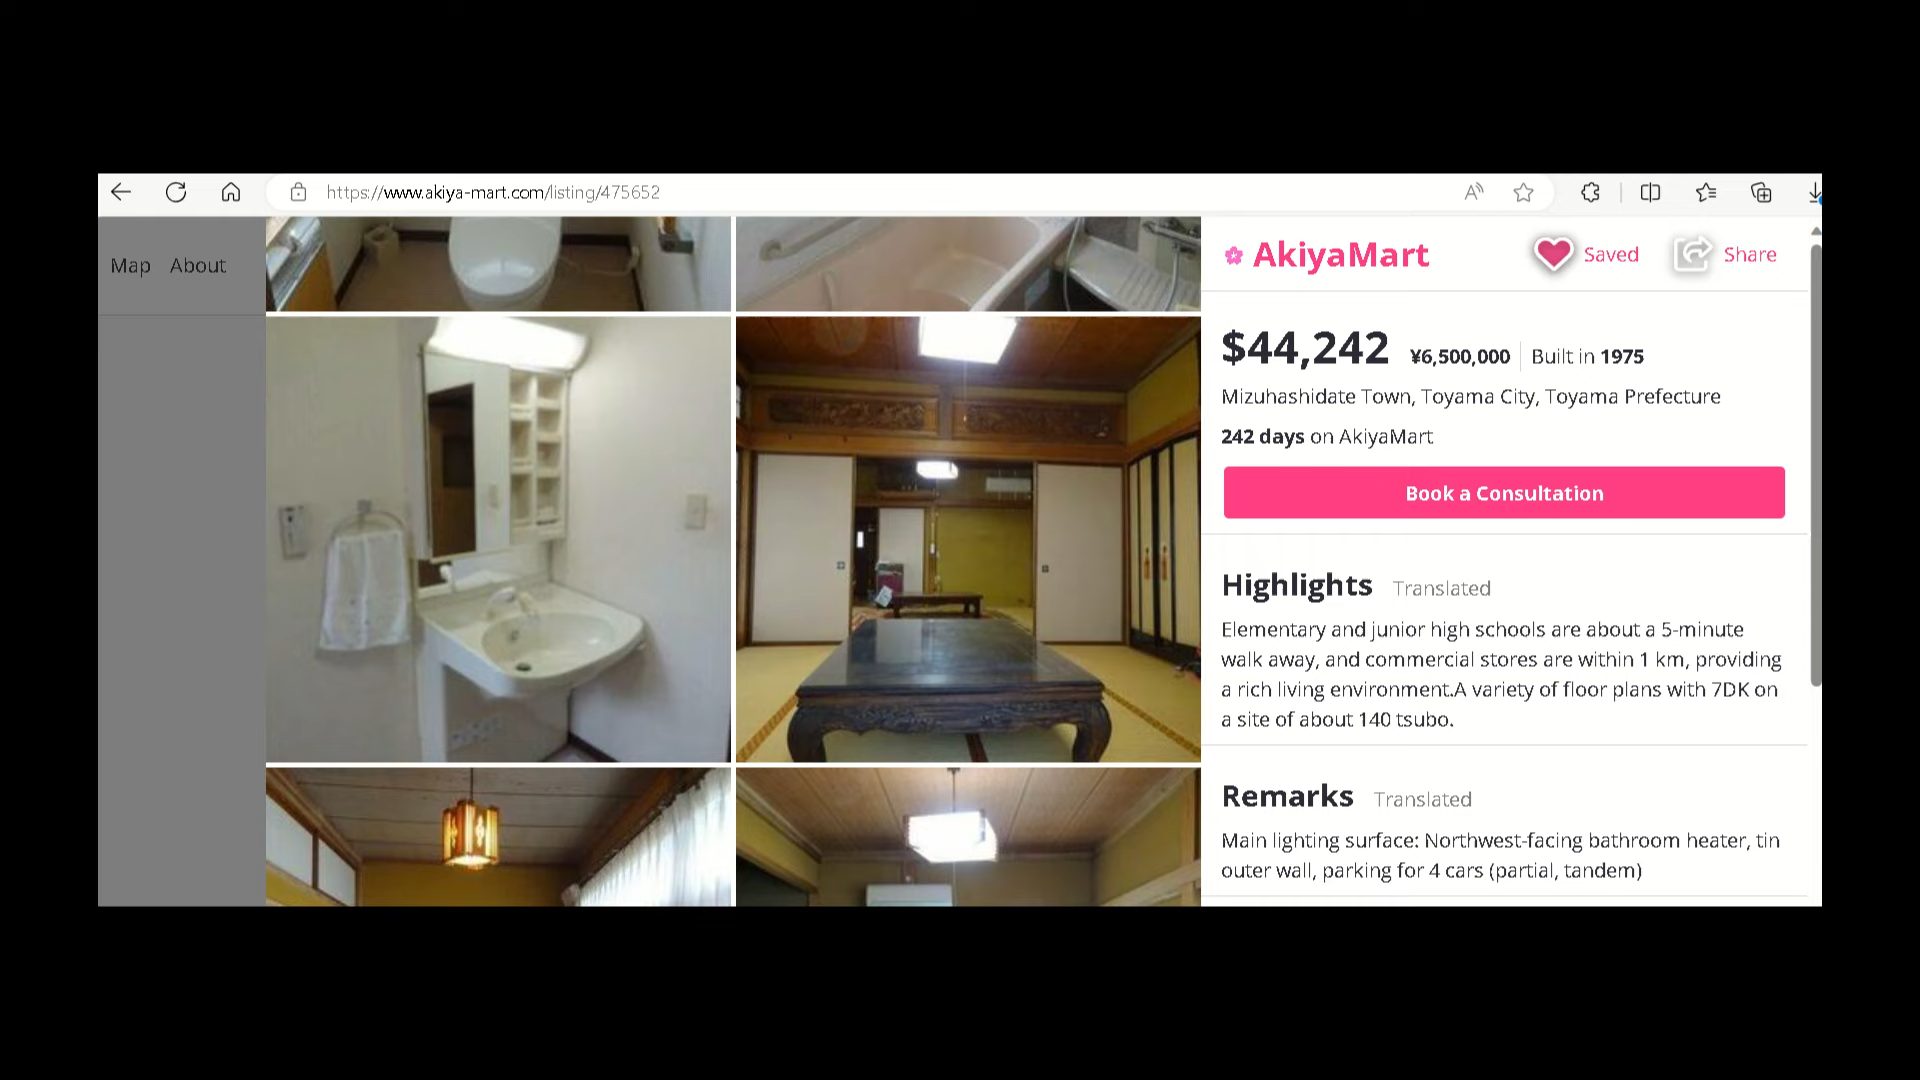 https://www.akiya-mart.com/listing/475652
Map About
AkiyaMart Saved Share
$44,242 ¥6,500,000 Built in 1975
Mizuhashidate Town, Toyama City, Toyama Prefecture
242 days on AkiyaMart
Book a Consultation
Highlights Translated
Elementary and junior high schools are about a 5-minute
walk away, and commercial stores are within 1 km, providing
a rich living environment.A variety of floor plans with 7DK on
a site of about 140 tsubo.
Remarks Translated
Main lighting surface: Northwest-facing bathroom heater, tin
outer wall, parking for 4 cars (partial, tandem)